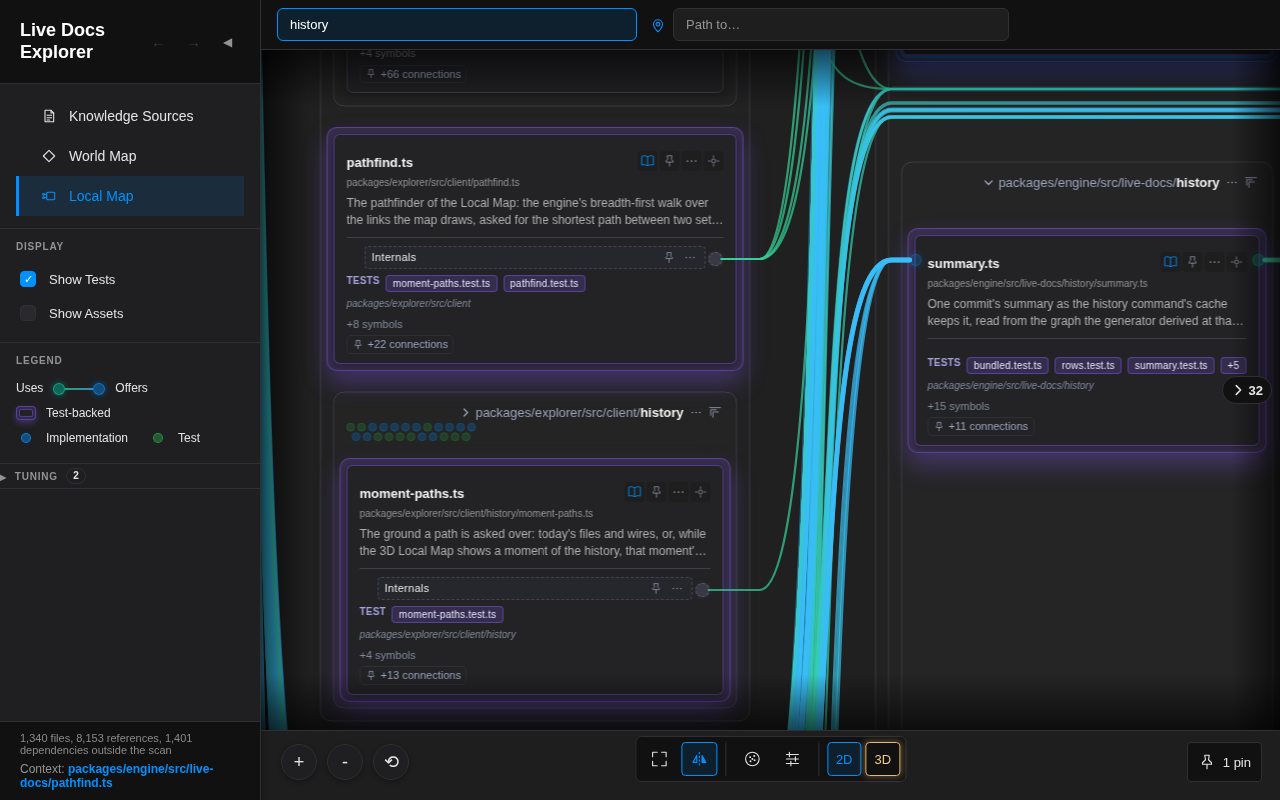 Live Docs
Explorer
← → ◀
Knowledge Sources
World Map
Local Map
DISPLAY
Show Tests
Show Assets
LEGEND
Uses Offers
Test-backed
Implementation Test
TUNING 2
1,340 files, 8,153 references, 1,401
dependencies outside the scan
Context: packages/engine/src/live-
docs/pathfind.ts
history
Path to…
+4 symbols
+66 connections
pathfind.ts
packages/explorer/src/client/pathfind.ts
The pathfinder of the Local Map: the engine's breadth-first walk over
the links the map draws, asked for the shortest path between two set…
Internals
TESTS moment-paths.test.ts pathfind.test.ts
packages/explorer/src/client
+8 symbols
+22 connections
packages/explorer/src/client/history
moment-paths.ts
packages/explorer/src/client/history/moment-paths.ts
The ground a path is asked over: today's files and wires, or, while
the 3D Local Map shows a moment of the history, that moment'…
Internals
TEST moment-paths.test.ts
packages/explorer/src/client/history
+4 symbols
+13 connections
packages/engine/src/live-docs/history
summary.ts
packages/engine/src/live-docs/history/summary.ts
One commit's summary as the history command's cache
keeps it, read from the graph the generator derived at tha…
TESTS bundled.test.ts rows.test.ts summary.test.ts +5
packages/engine/src/live-docs/history
+15 symbols
+11 connections
32
+ - ⟲
2D 3D
1 pin